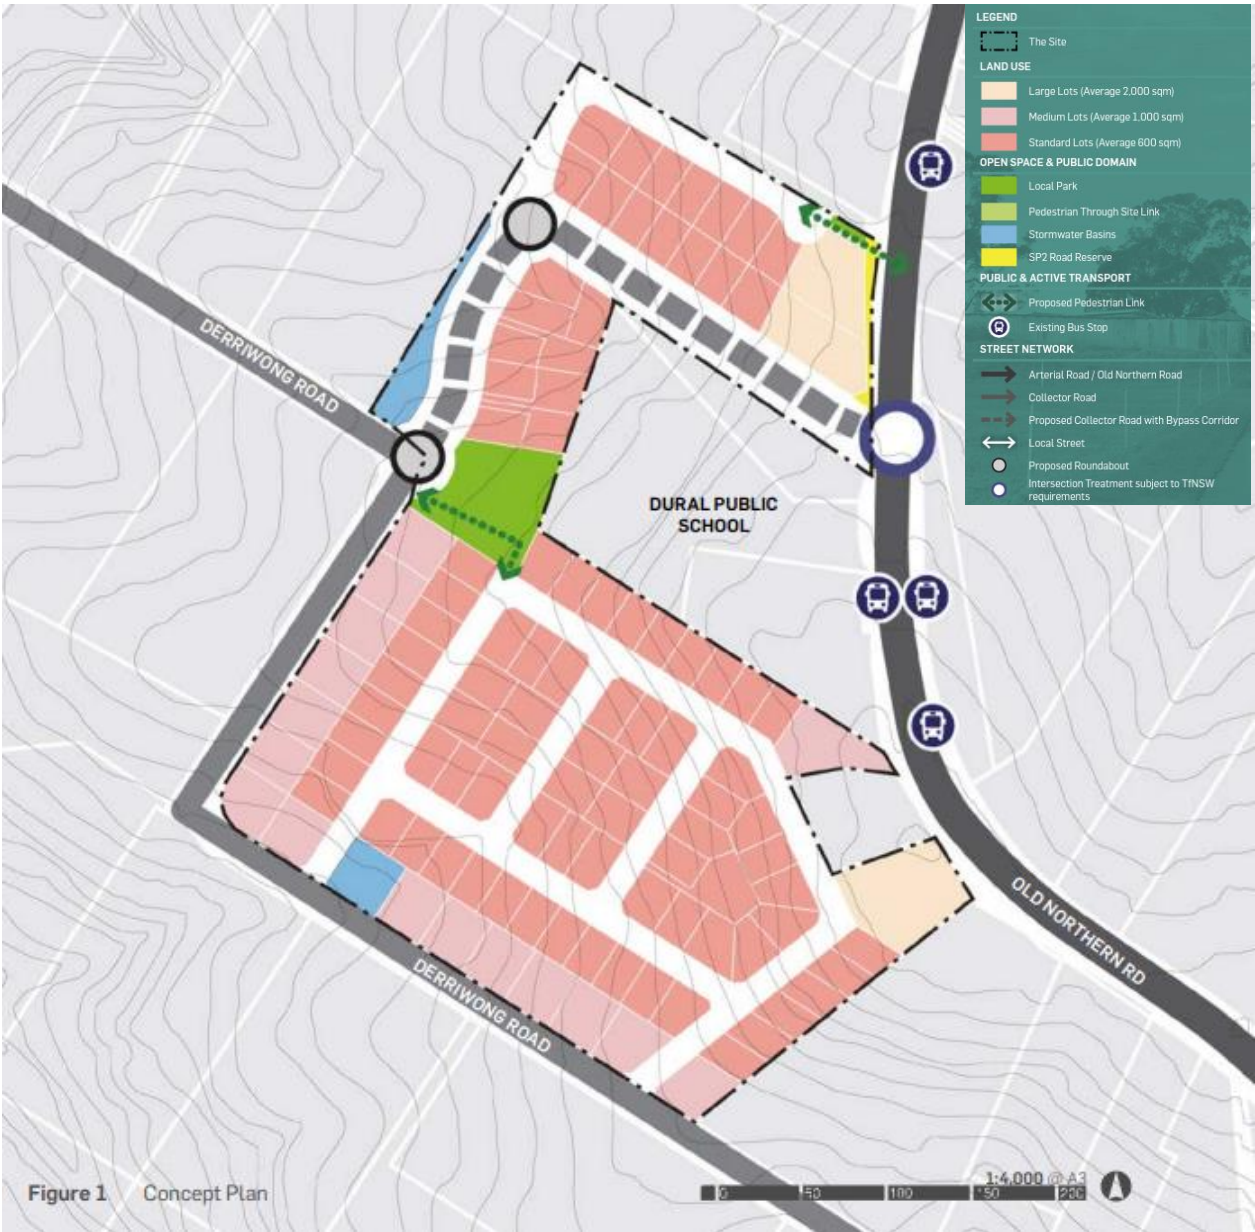 LEGEND
The Site
LAND USE
Large Lots (Average 2,000 sqm)
Medium Lots (Average 1,000 sqm)
Standard Lots (Average 600 sqm)
OPEN SPACE & PUBLIC DOMAIN
Local Park
Pedestrian Through Site Link
Stormwater Basins
SP2 Road Reserve
PUBLIC & ACTIVE TRANSPORT
Proposed Pedestrian Link
Existing Bus Stop
STREET NETWORK
Arterial Road / Old Northern Road
Collector Road
Proposed Collector Road with Bypass Corridor
Local Street
Proposed Roundabout
Intersection Treatment subject to TfNSW
requirements
DERRIWONG ROAD
DURAL PUBLIC
SCHOOL
OLD NORTHERN RD
DERRIWONG ROAD
Figure 1 Concept Plan
1:4,000 @ A3
0 50 100 150 200